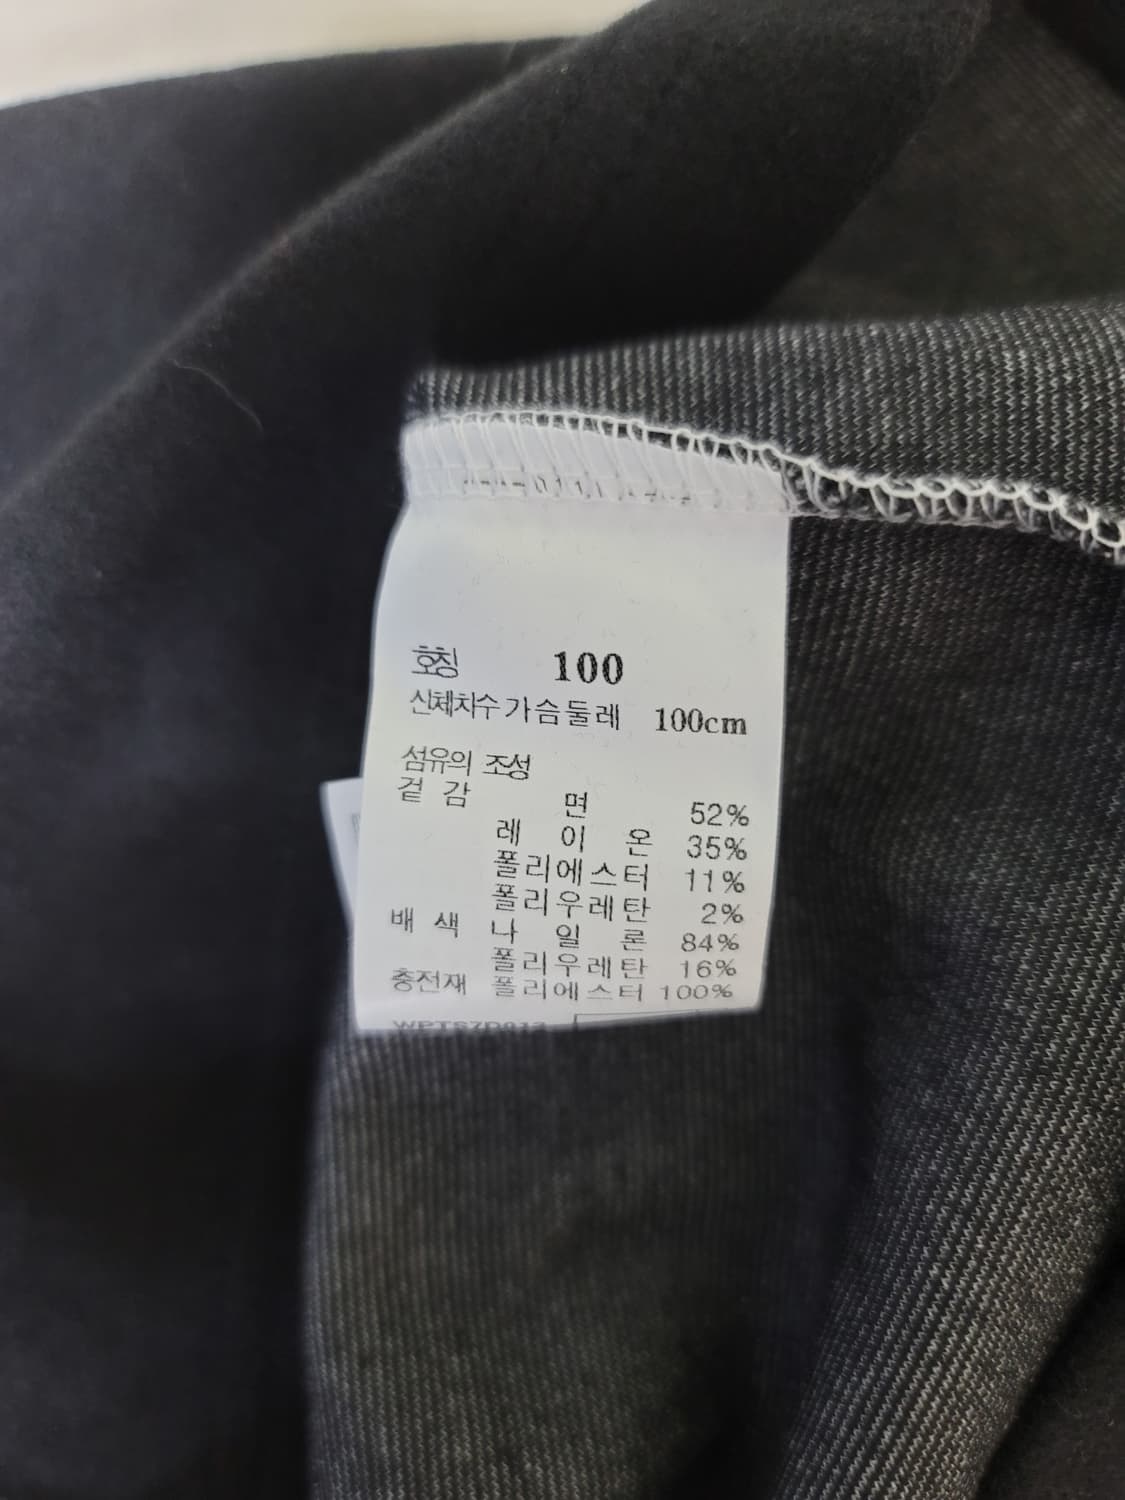 호칭 100
신체치수 가슴둘레 100cm
섬유의 조성
겉 감 면 52%
레 이 온 35%
폴리에스터 11%
폴리우레탄 2%
배 색 나 일 론 84%
폴리우레탄 16%
충전재 폴리에스터 100%